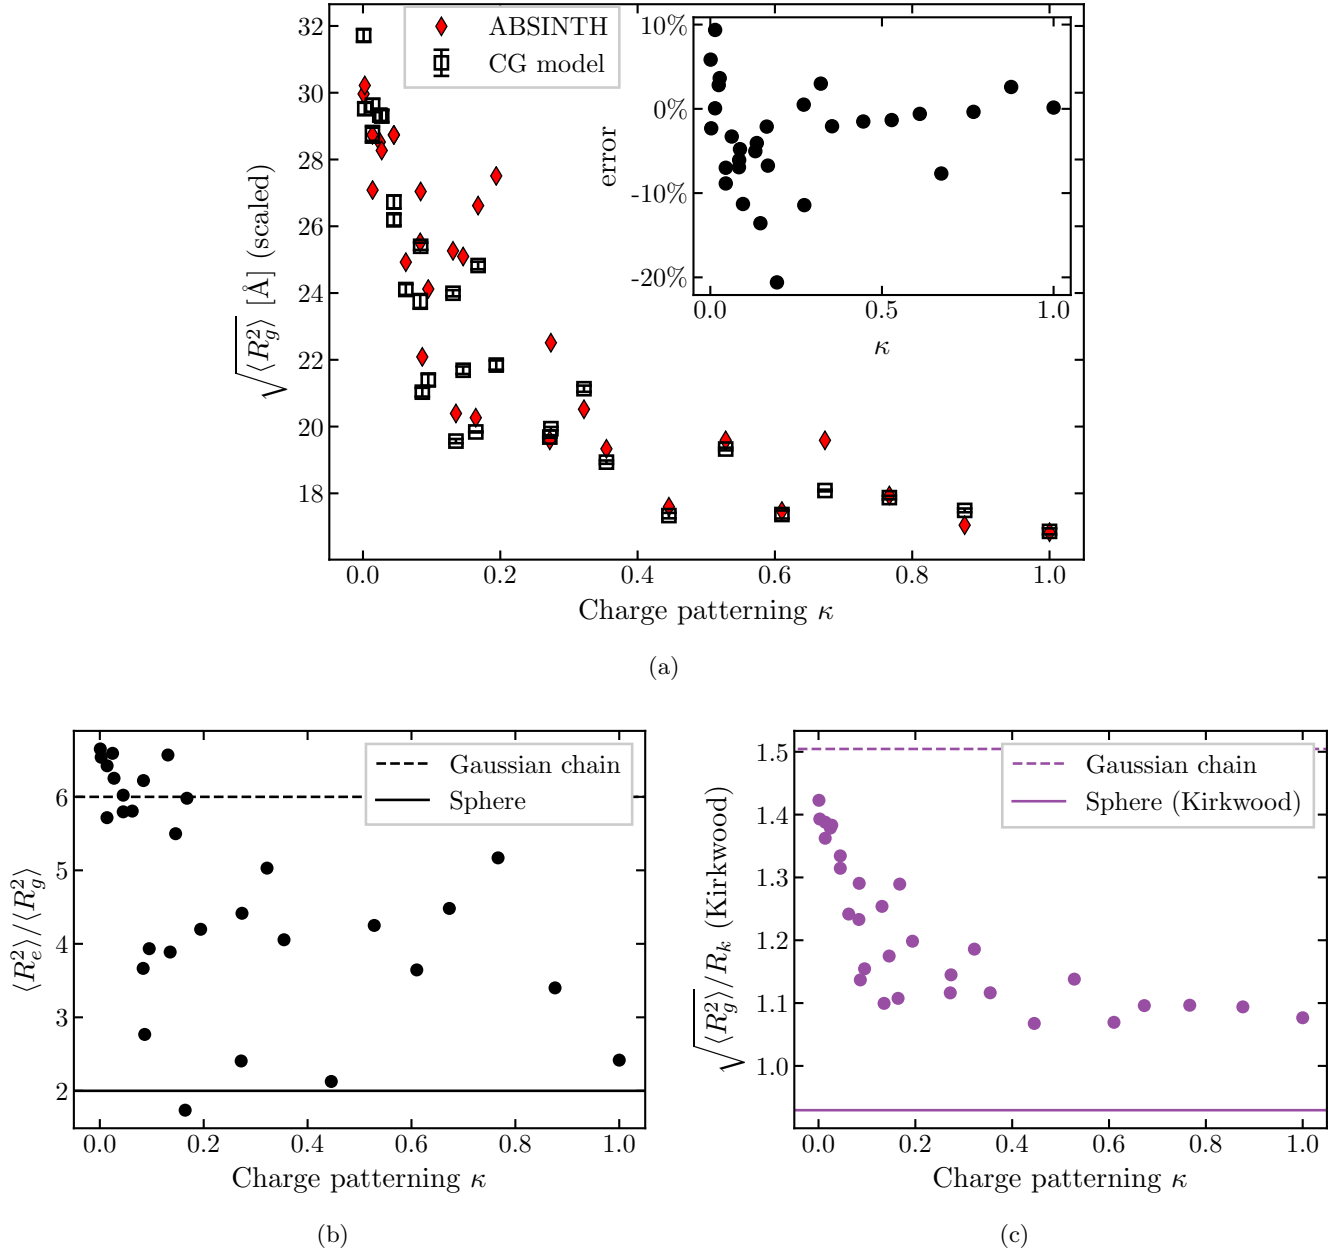 ABSINTH
CG model
√⟨R_g^2⟩ [Å] (scaled)
32
30
28
26
24
22
20
18
0.0 0.2 0.4 0.6 0.8 1.0
Charge patterning κ
error
10%
0%
-10%
-20%
0.0 0.5 1.0
κ
(a)
Gaussian chain
Sphere
⟨R_e^2⟩/⟨R_g^2⟩
6
5
4
3
2
0.0 0.2 0.4 0.6 0.8 1.0
Charge patterning κ
(b)
Gaussian chain
Sphere (Kirkwood)
√⟨R_g^2⟩/R_k (Kirkwood)
1.5
1.4
1.3
1.2
1.1
1.0
0.0 0.2 0.4 0.6 0.8 1.0
Charge patterning κ
(c)